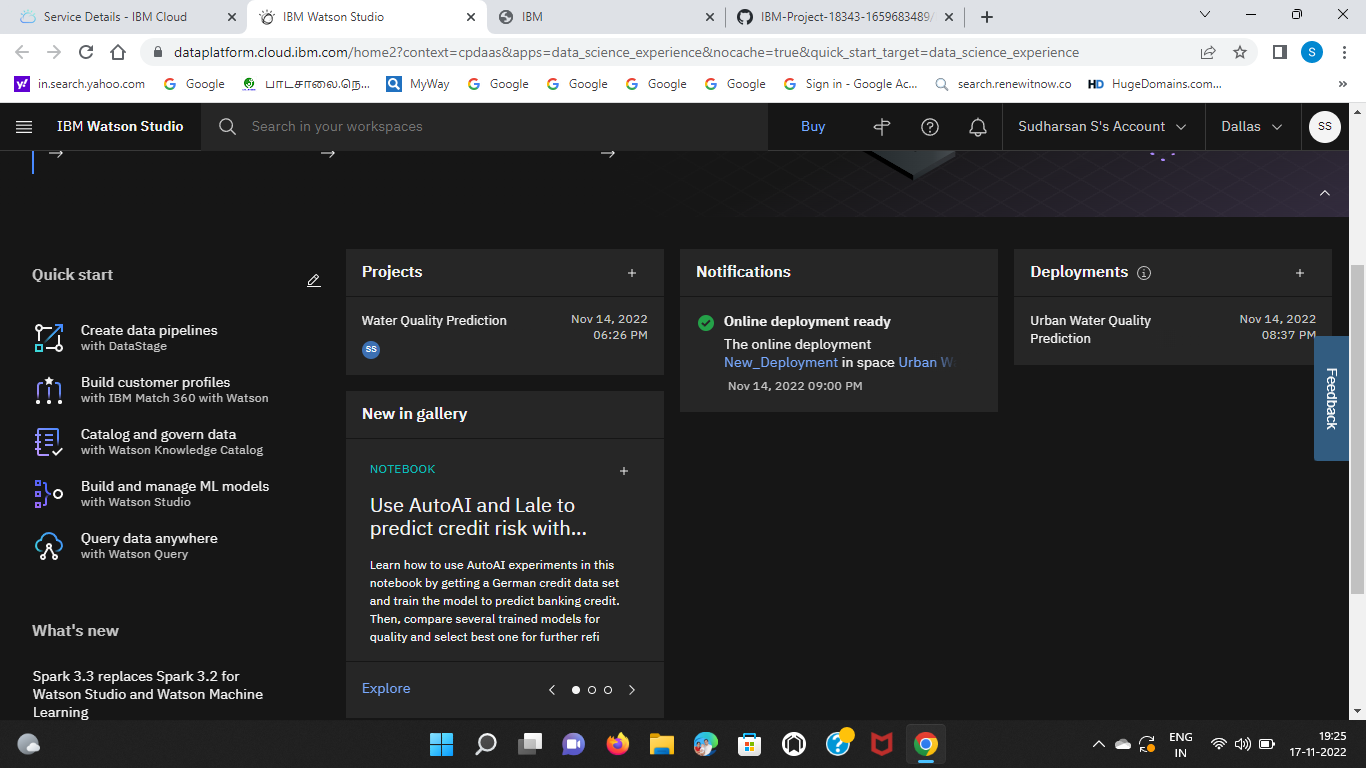 Service Details - IBM Cloud
IBM Watson Studio
IBM
IBM-Project-18343-1659683489/
dataplatform.cloud.ibm.com/home2?context=cpdaas&apps=data_science_experience&nocache=true&quick_start_target=data_science_experience
S
in.search.yahoo.com
Google
பாடசாலை.நெ...
MyWay
Google
Google
Google
Google
Sign in - Google Ac...
search.renewitnow.co
HD HugeDomains.com...
IBM Watson Studio
Search in your workspaces
Buy
Sudharsan S's Account
Dallas
SS
Quick start
Create data pipelines
with DataStage
Build customer profiles
with IBM Match 360 with Watson
Catalog and govern data
with Watson Knowledge Catalog
Build and manage ML models
with Watson Studio
Query data anywhere
with Watson Query
What's new
Spark 3.3 replaces Spark 3.2 for
Watson Studio and Watson Machine
Learning
Projects
Water Quality Prediction
Nov 14, 2022
06:26 PM
SS
New in gallery
NOTEBOOK
Use AutoAI and Lale to
predict credit risk with...
Learn how to use AutoAI experiments in this
notebook by getting a German credit data set
and train the model to predict banking credit.
Then, compare several trained models for
quality and select best one for further refi
Explore
Notifications
Online deployment ready
The online deployment
New_Deployment in space Urban W
Nov 14, 2022 09:00 PM
Deployments
Urban Water Quality
Prediction
Nov 14, 2022
08:37 PM
Feedback
ENG
IN
19:25
17-11-2022